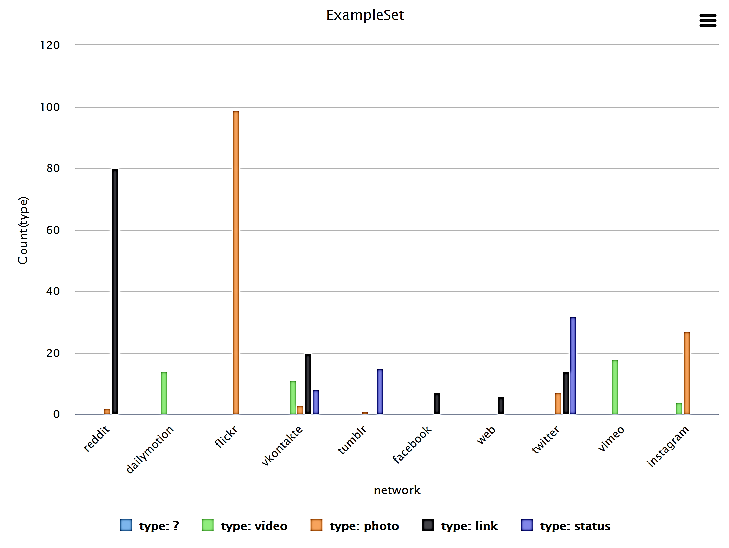 ExampleSet
120
100
80
60
40
20
0
Count(type)
reddit
dailymotion
flickr
vkontakte
tumblr
facebook
web
twitter
vimeo
instagram
network
type: ? type: video type: photo type: link type: status